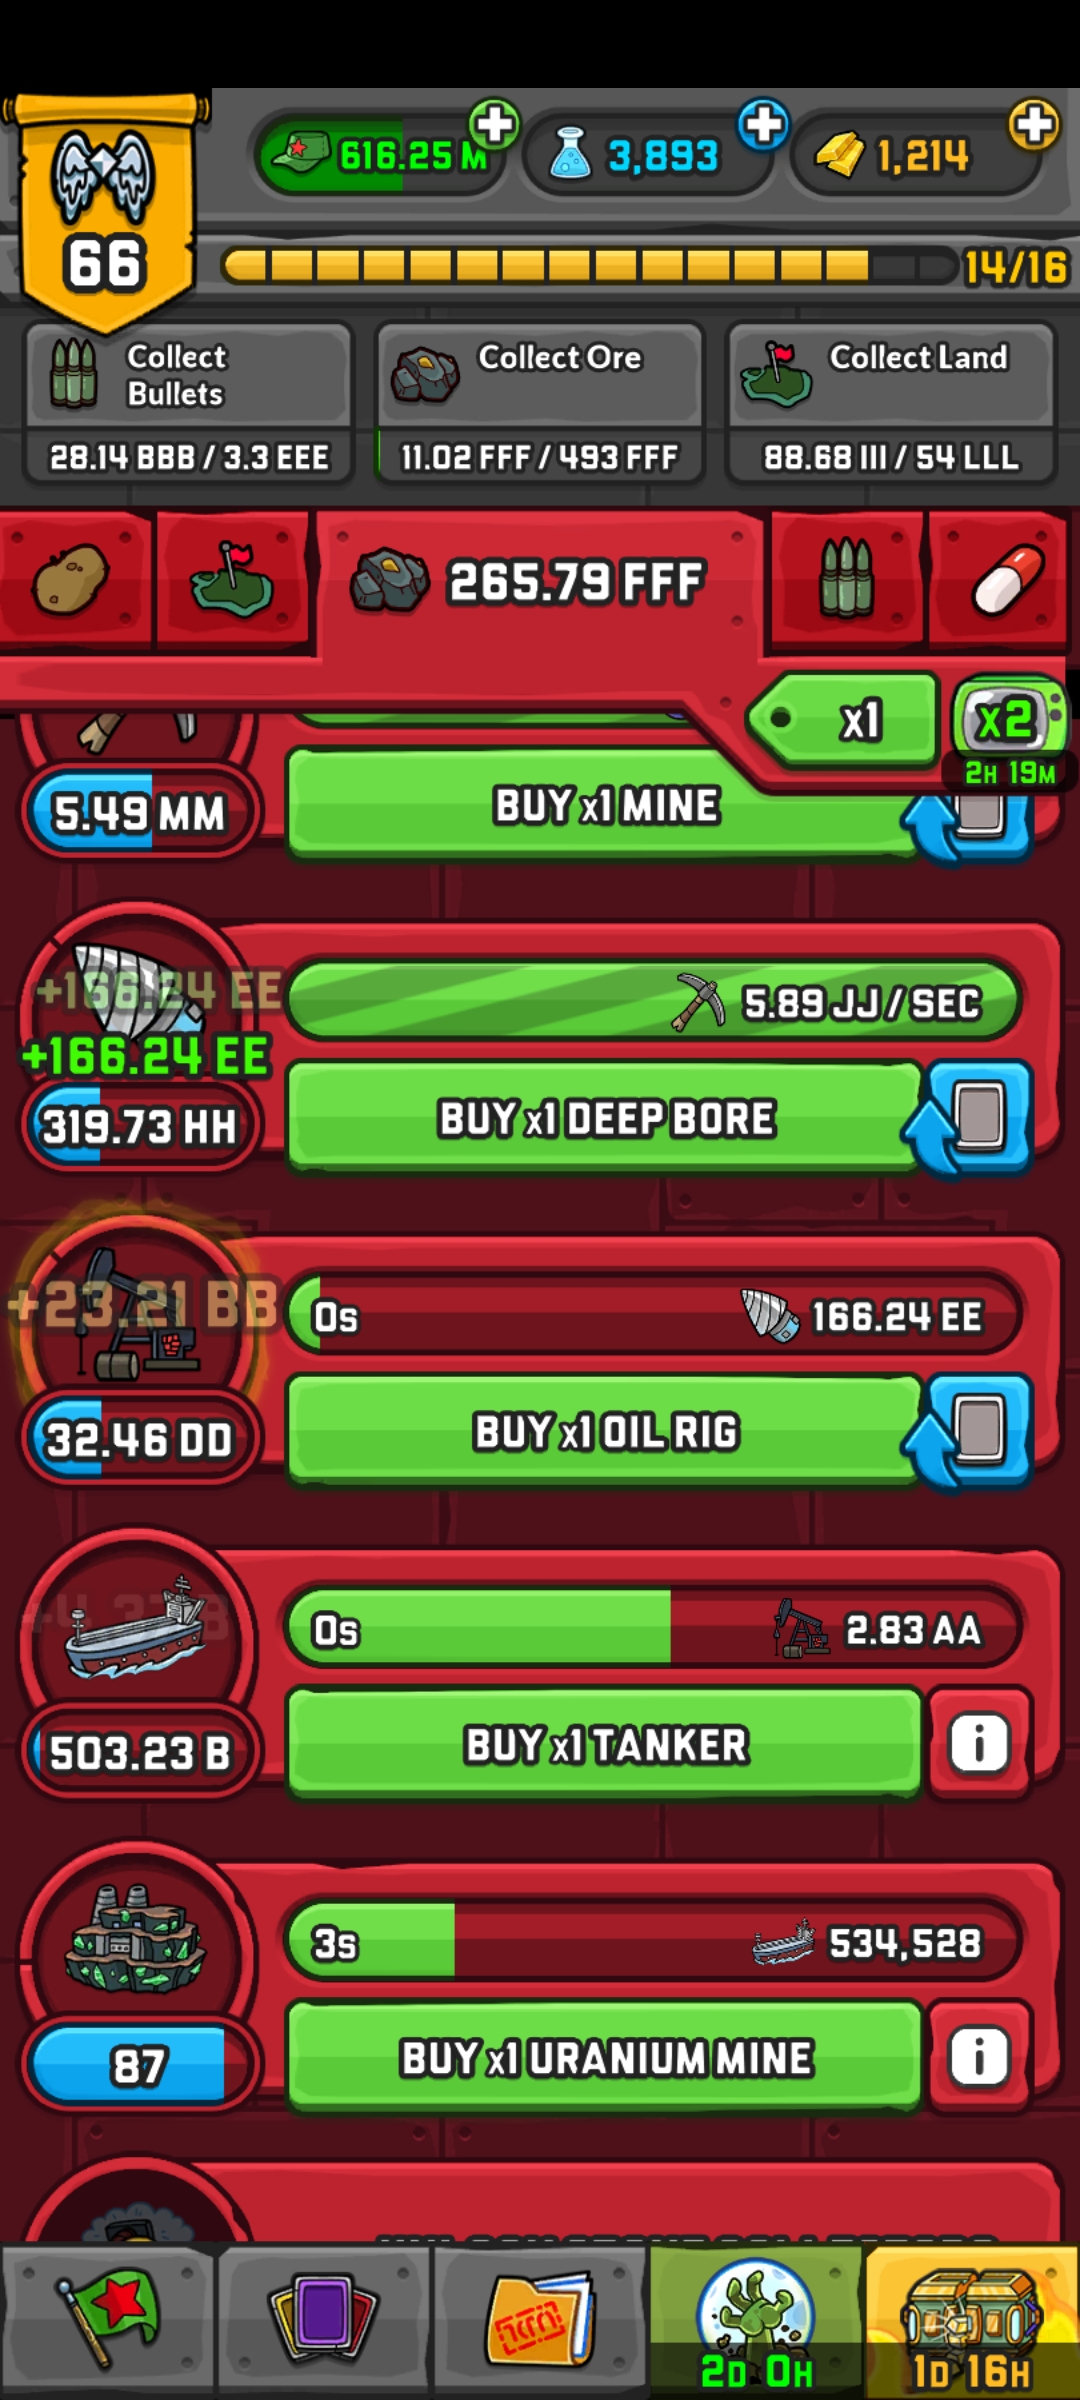 616.25 M
3,893
1,214
66
14/16
Collect
Bullets
Collect Ore
Collect Land
28.14 BBB / 3.3 EEE
11.02 FFF / 493 FFF
88.68 III / 54 LLL
265.79 FFF
x1
x2
2H 19M
5.49 MM
BUY x1 MINE
+166.24 EE
5.89 JJ / SEC
+166.24 EE
319.73 HH
BUY x1 DEEP BORE
+23.21 BB
0s
166.24 EE
32.46 DD
BUY x1 OIL RIG
0s
2.83 AA
503.23 B
BUY x1 TANKER
i
3s
534,528
87
BUY x1 URANIUM MINE
i
2D 0H
1D 16H